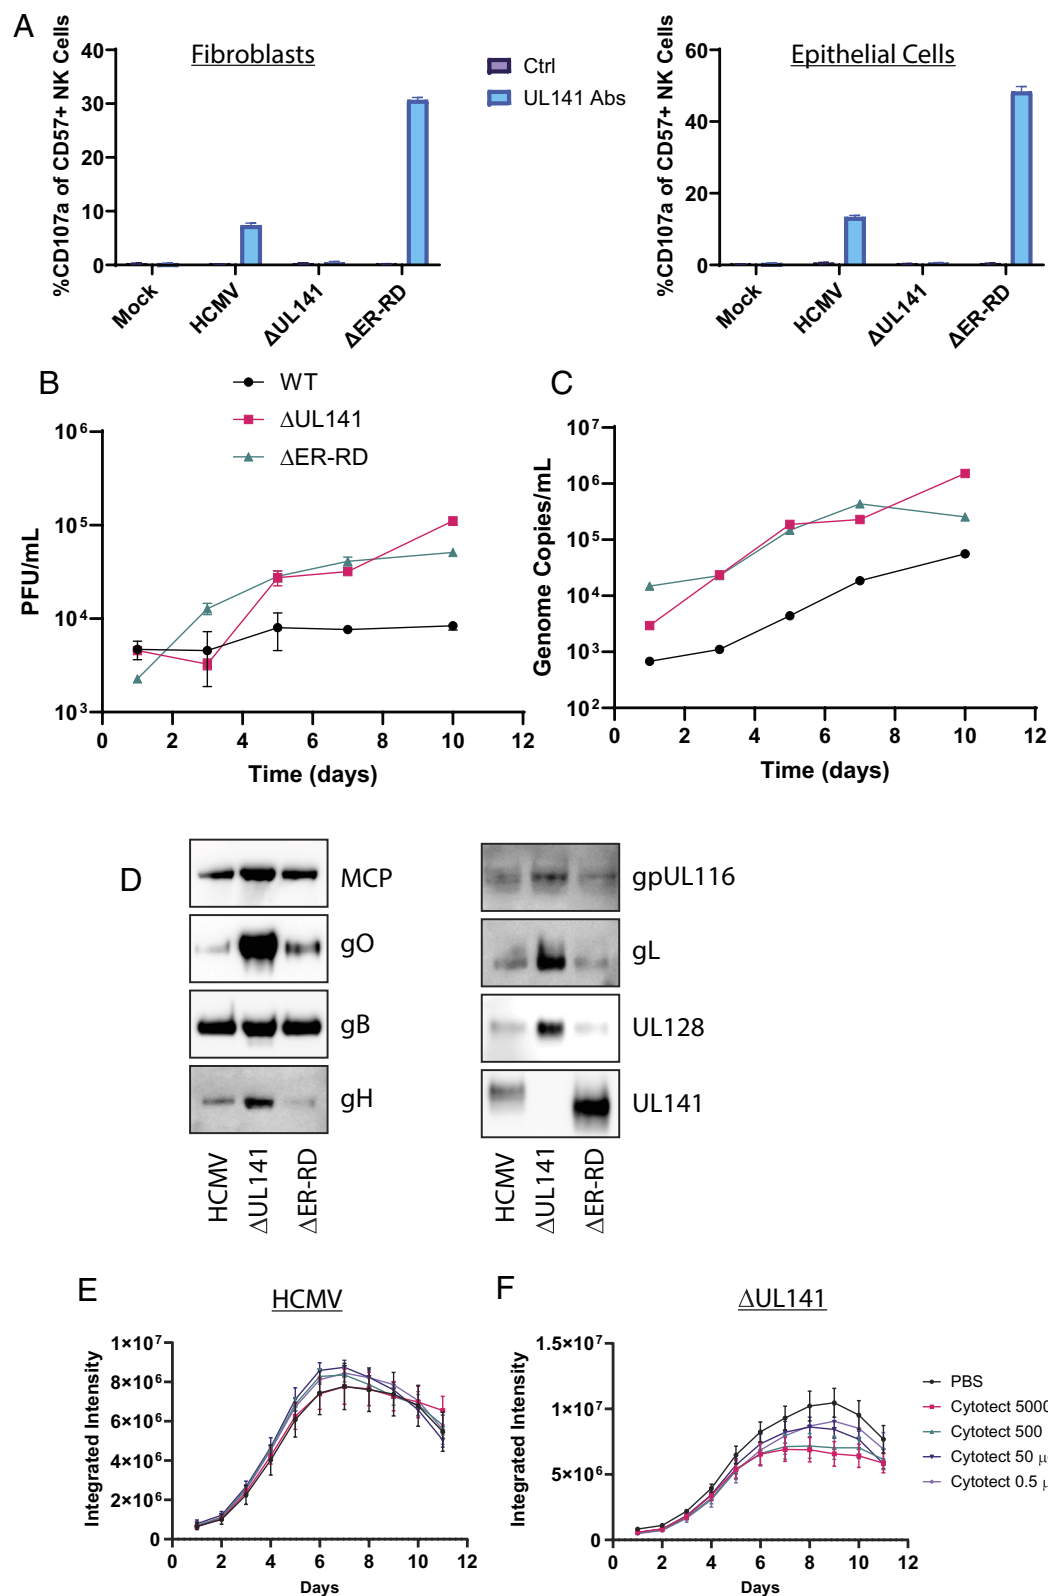 A
Fibroblasts
%CD107a of CD57+ NK Cells
40
30
20
10
0
Mock
HCMV
ΔUL141
ΔER-RD
Ctrl
UL141 Abs
Epithelial Cells
%CD107a of CD57+ NK Cells
60
40
20
0
Mock
HCMV
ΔUL141
ΔER-RD
B
WT
ΔUL141
ΔER-RD
PFU/mL
10⁶
10⁵
10⁴
10³
0 2 4 6 8 10 12
Time (days)
C
Genome Copies/mL
10⁷
10⁶
10⁵
10⁴
10³
10²
0 2 4 6 8 10 12
Time (days)
D
MCP
gO
gB
gH
HCMV
ΔUL141
ΔER-RD
gpUL116
gL
UL128
UL141
HCMV
ΔUL141
ΔER-RD
E
HCMV
Integrated Intensity
1×10⁷
8×10⁶
6×10⁶
4×10⁶
2×10⁶
0
0 2 4 6 8 10 12
Days
F
ΔUL141
Integrated Intensity
1.5×10⁷
1×10⁷
5×10⁶
0
0 2 4 6 8 10 12
Days
PBS
Cytotect 5000
Cytotect 500
Cytotect 50 μ
Cytotect 0.5 μ